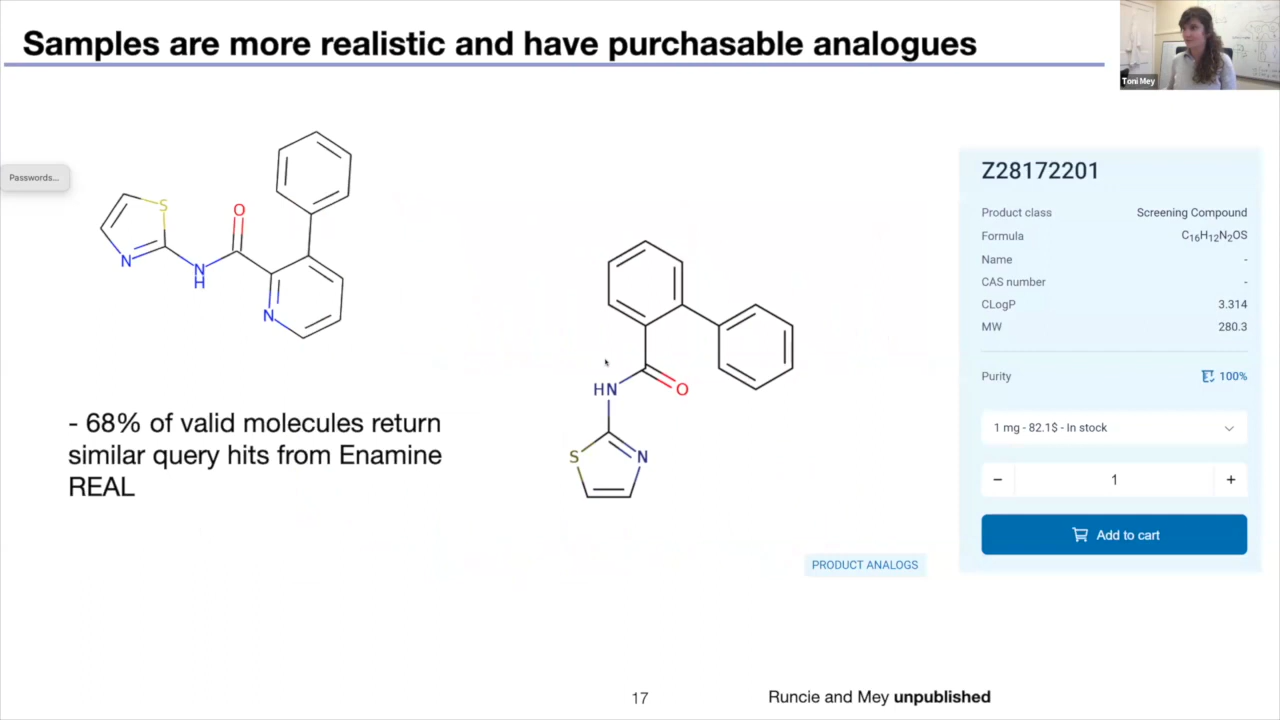 Samples are more realistic and have purchasable analogues
Toni Mey
Passwords...
S
N
N
H
O
N
- 68% of valid molecules return
similar query hits from Enamine
REAL
HN
O
S
N
Z28172201
Product class Screening Compound
Formula C₁₆H₁₂N₂OS
Name -
CAS number -
CLogP 3.314
MW 280.3
Purity 100%
1 mg - 82.1$ - In stock
− 1 +
Add to cart
PRODUCT ANALOGS
17
Runcie and Mey unpublished